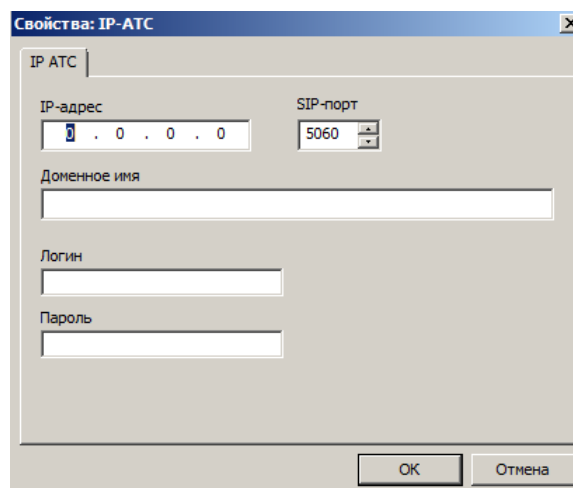 Свойства: IP-АТС
IP АТС
IP-адрес
SIP-порт
0 . 0 . 0 . 0
5060
Доменное имя
Логин
Пароль
OK
Отмена